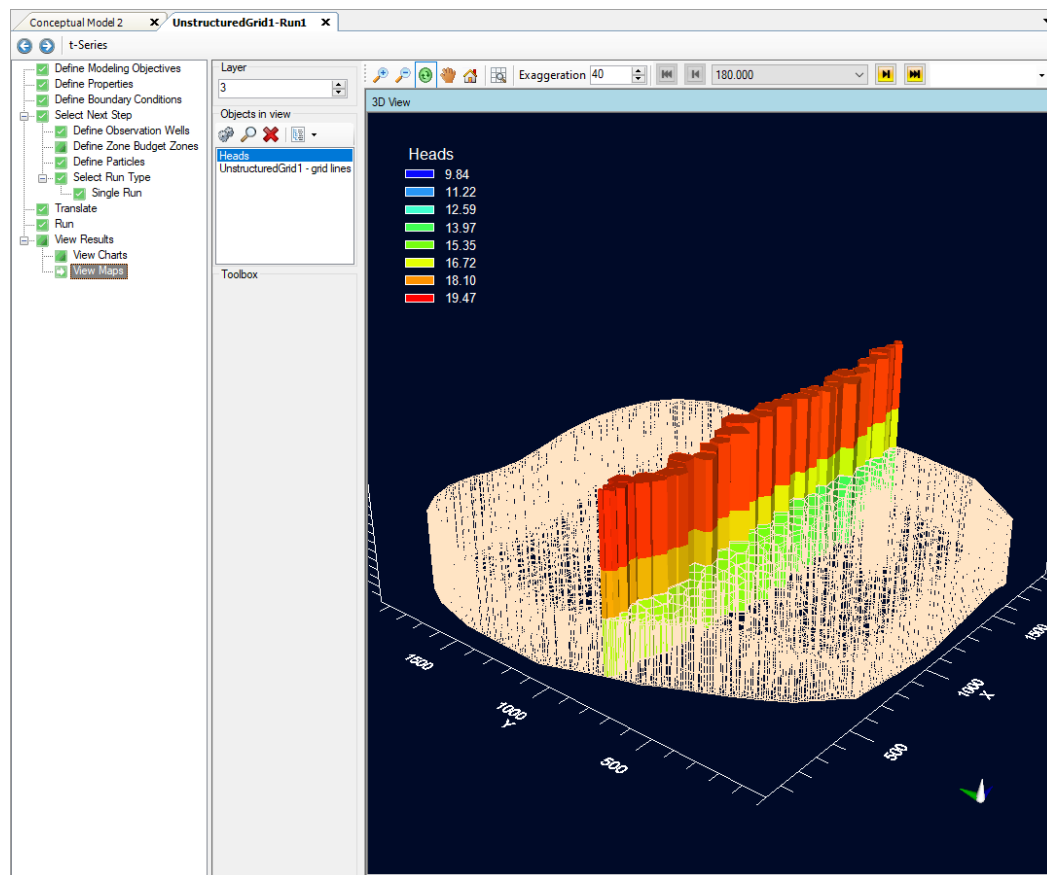 Conceptual Model 2
UnstructuredGrid1-Run1
t-Series
Define Modeling Objectives
Define Properties
Define Boundary Conditions
Select Next Step
Define Observation Wells
Define Zone Budget Zones
Define Particles
Select Run Type
Single Run
Translate
Run
View Results
View Charts
View Maps
Layer
3
Objects in view
Heads
UnstructuredGrid1 - grid lines
Toolbox
Exaggeration 40
180.000
3D View
Heads
9.84
11.22
12.59
13.97
15.35
16.72
18.10
19.47
1500
1000
Y
500
500
1000
X
1500